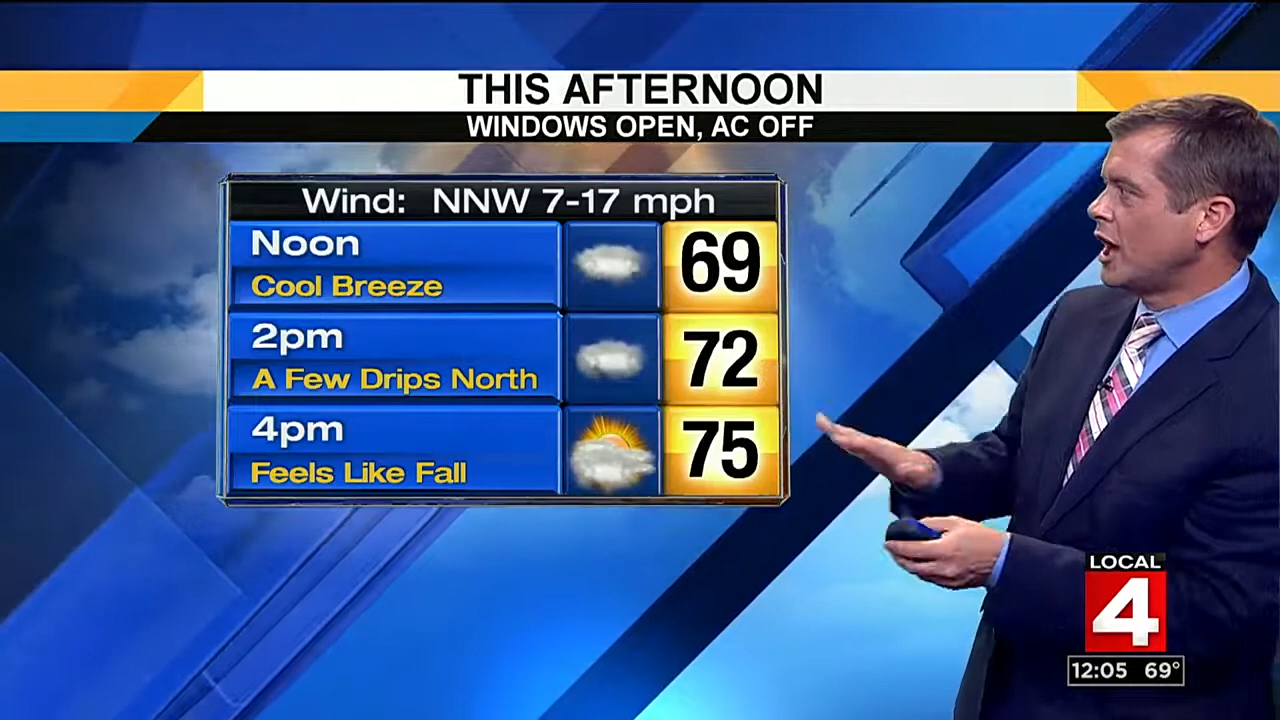 THIS AFTERNOON
WINDOWS OPEN, AC OFF
Wind: NNW 7-17 mph
Noon
Cool Breeze
69
2pm
A Few Drips North
72
4pm
Feels Like Fall
75
LOCAL
4
12:05 69°